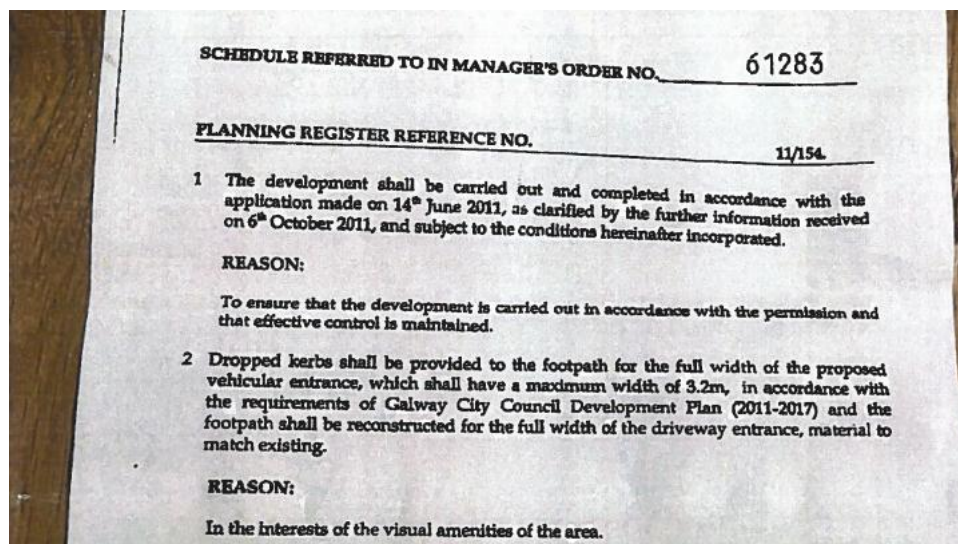 SCHEDULE REFERRED TO IN MANAGER'S ORDER NO. 61283
PLANNING REGISTER REFERENCE NO. 11/154.
1 The development shall be carried out and completed in accordance with the
application made on 14th June 2011, as clarified by the further information received
on 6th October 2011, and subject to the conditions hereinafter incorporated.
REASON:
To ensure that the development is carried out in accordance with the permission and
that effective control is maintained.
2 Dropped kerbs shall be provided to the footpath for the full width of the proposed
vehicular entrance, which shall have a maximum width of 3.2m, in accordance with
the requirements of Galway City Council Development Plan (2011-2017) and the
footpath shall be reconstructed for the full width of the driveway entrance, material to
match existing.
REASON:
In the interests of the visual amenities of the area.